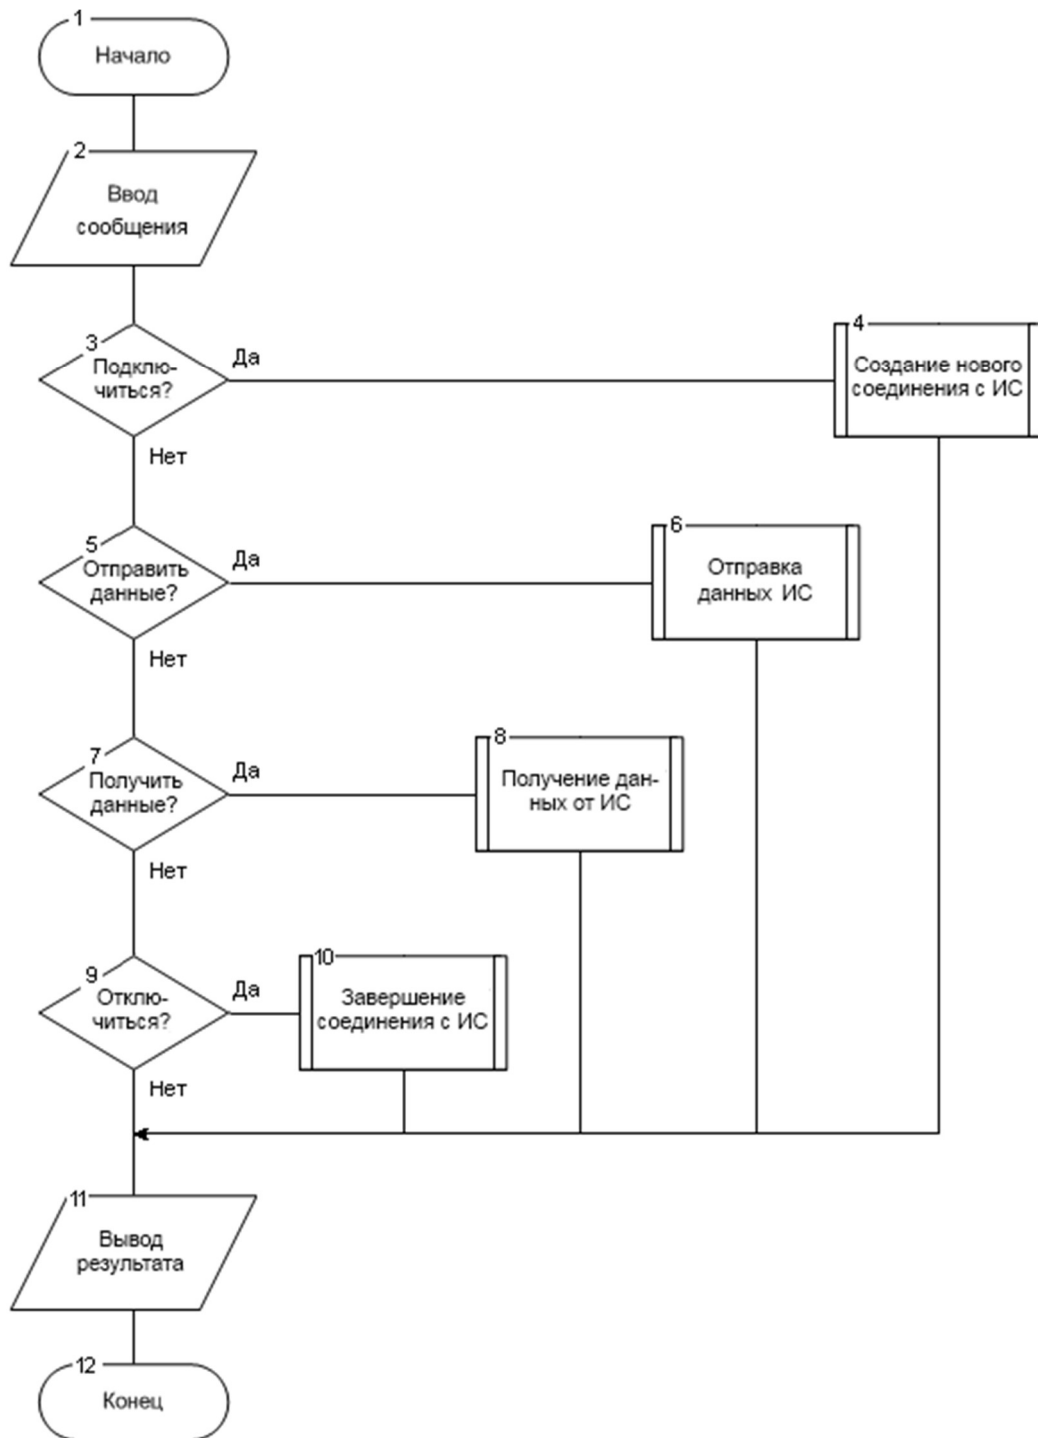 1
Начало
2
Ввод
сообщения
3
Подклю-
читься?
Да
Нет
4
Создание нового
соединения с ИС
5
Отправить
данные?
Да
Нет
6
Отправка
данных ИС
7
Получить
данные?
Да
Нет
8
Получение дан-
ных от ИС
9
Отклю-
читься?
Да
Нет
10
Завершение
соединения с ИС
11
Вывод
результата
12
Конец